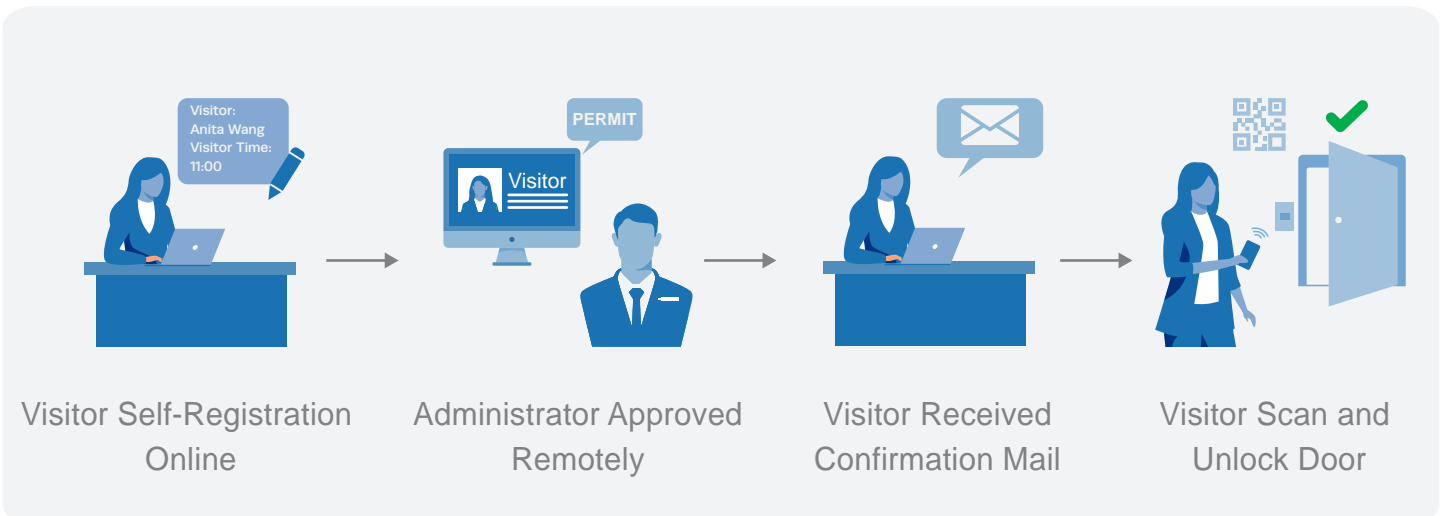 Visitor:
Anita Wang
Visitor Time:
11:00
PERMIT
Visitor
Visitor Self-Registration
Online
Administrator Approved
Remotely
Visitor Received
Confirmation Mail
Visitor Scan and
Unlock Door